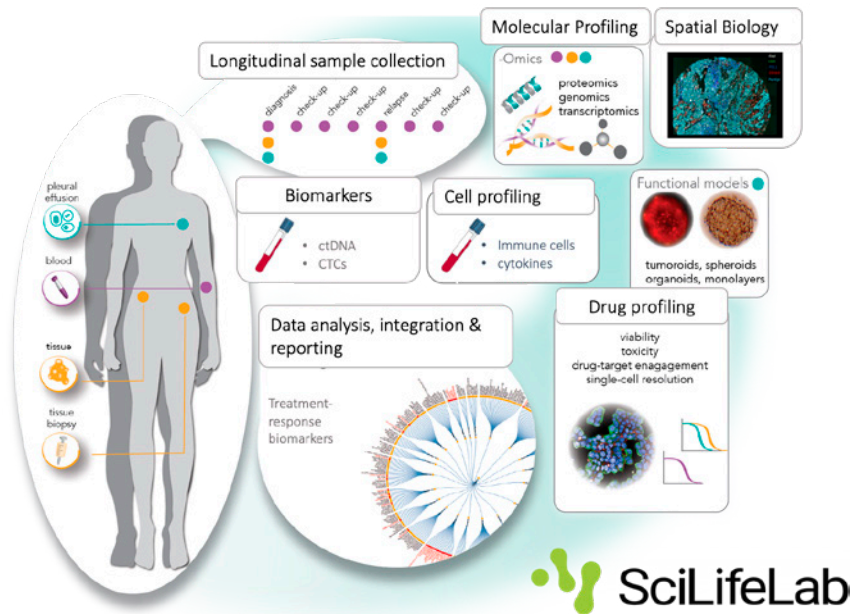 Longitudinal sample collection
diagnosis
check-up
check-up
check-up
relapse
check-up
check-up
Molecular Profiling
-Omics
proteomics
genomics
transcriptomics
Spatial Biology
pleural
effusion
blood
tissue
tissue
biopsy
Biomarkers
• ctDNA
• CTCs
Cell profiling
• Immune cells
• cytokines
Functional models
tumoroids, spheroids
organoids, monolayers
Data analysis, integration &
reporting
Treatment-
response
biomarkers
Drug profiling
viability
toxicity
drug-target enagagement
single-cell resolution
SciLifeLab